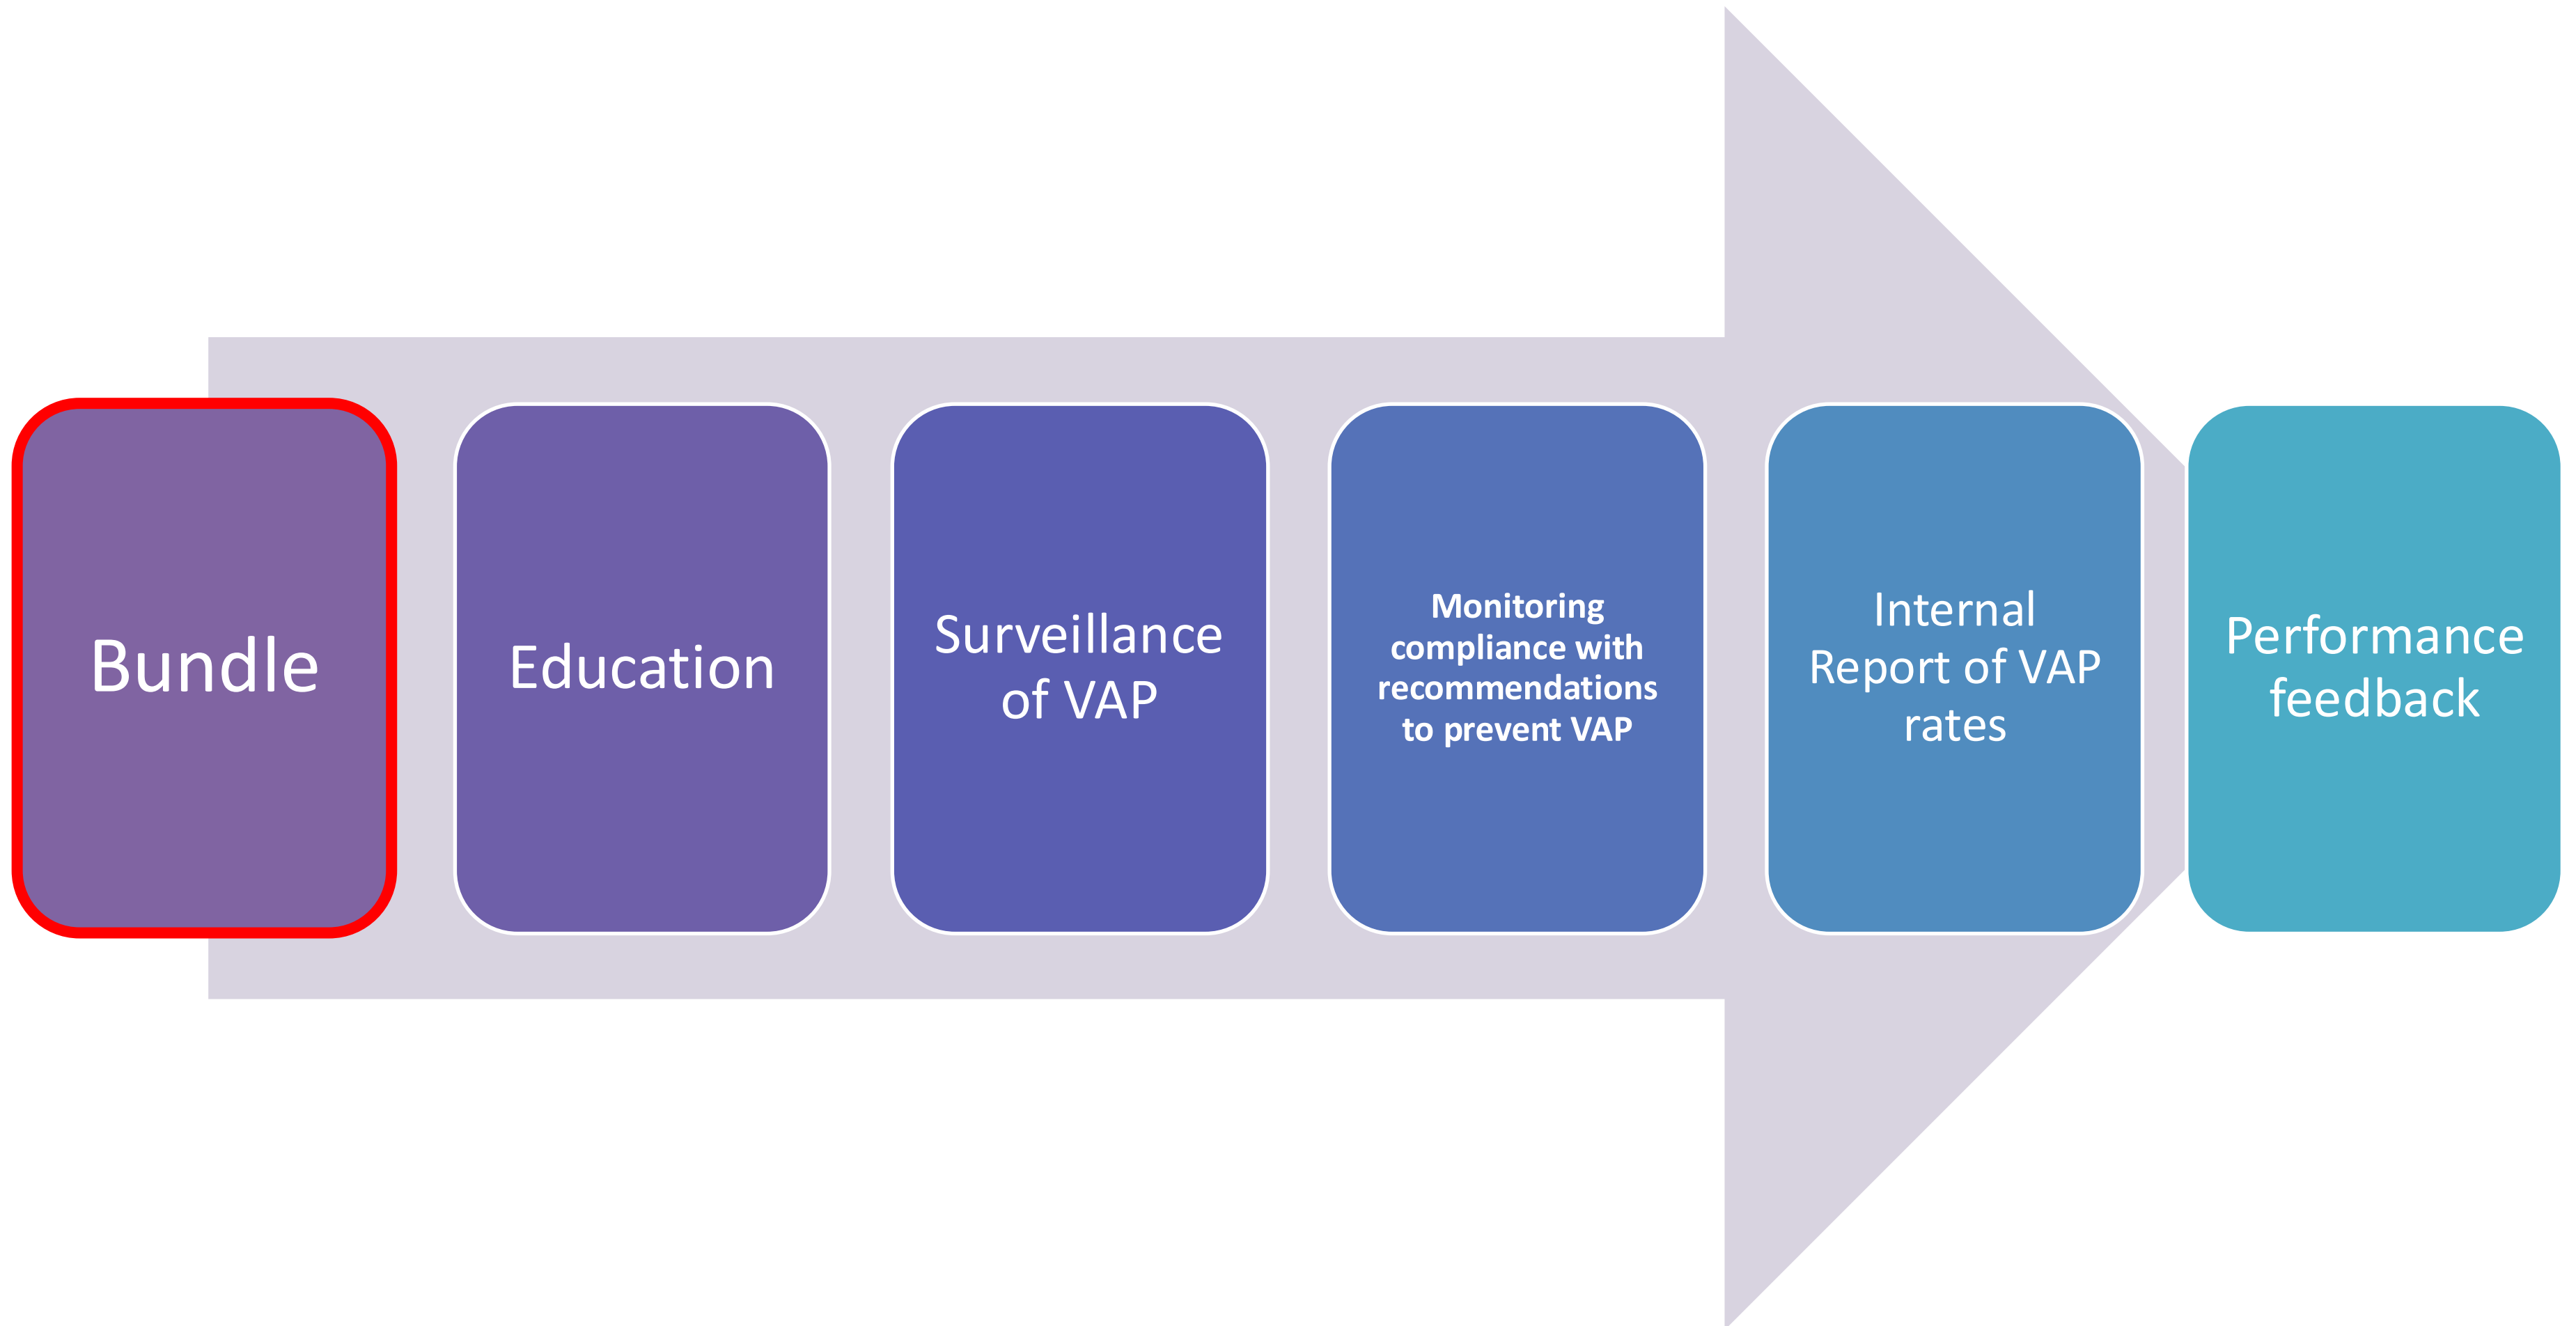 Bundle
Education
Surveillance
of VAP
Monitoring
compliance with
recommendations
to prevent VAP
Internal
Report of VAP
rates
Performance
feedback